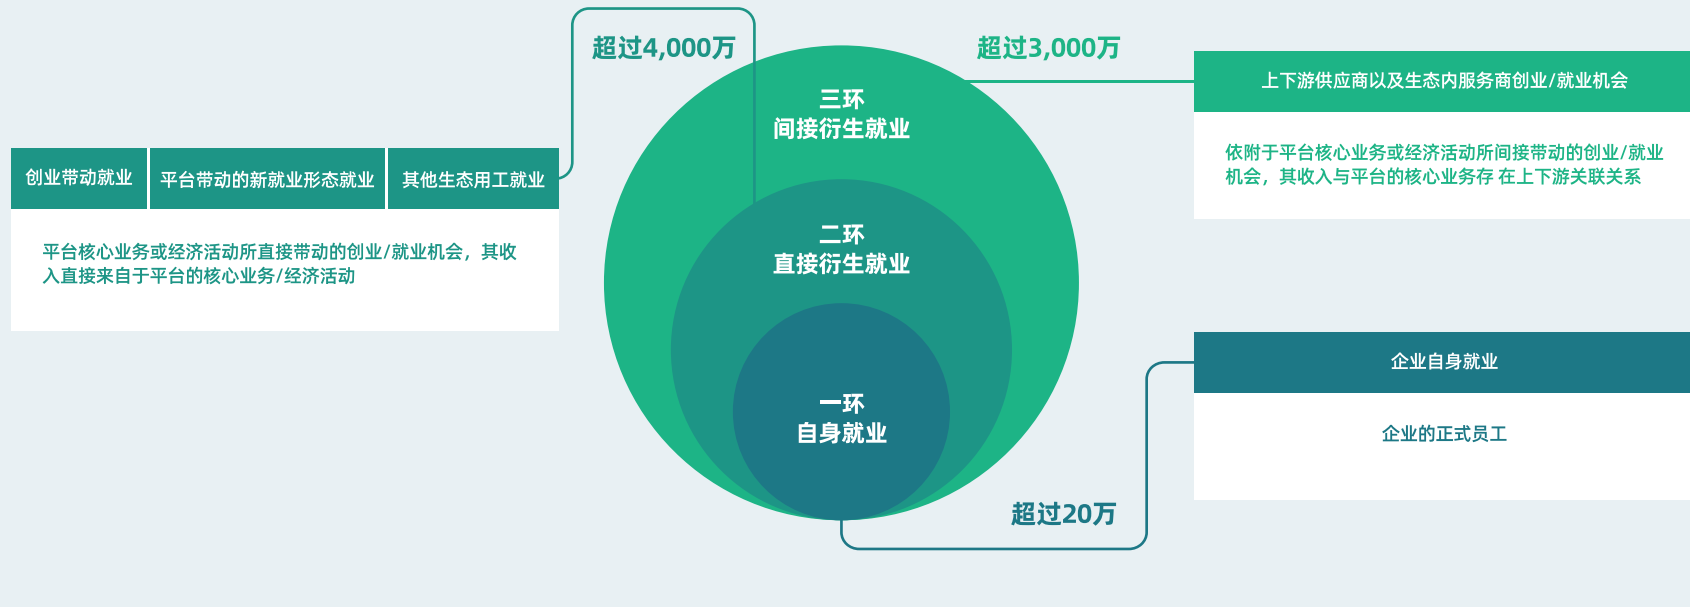 超过4,000万
超过3,000万
三环
间接衍生就业
上下游供应商以及生态内服务商创业/就业机会
依附于平台核心业务或经济活动所间接带动的创业/就业
机会，其收入与平台的核心业务存 在上下游关联关系
创业带动就业
平台带动的新就业形态就业
其他生态用工就业
平台核心业务或经济活动所直接带动的创业/就业机会，其收
入直接来自于平台的核心业务/经济活动
二环
直接衍生就业
一环
自身就业
企业自身就业
企业的正式员工
超过20万